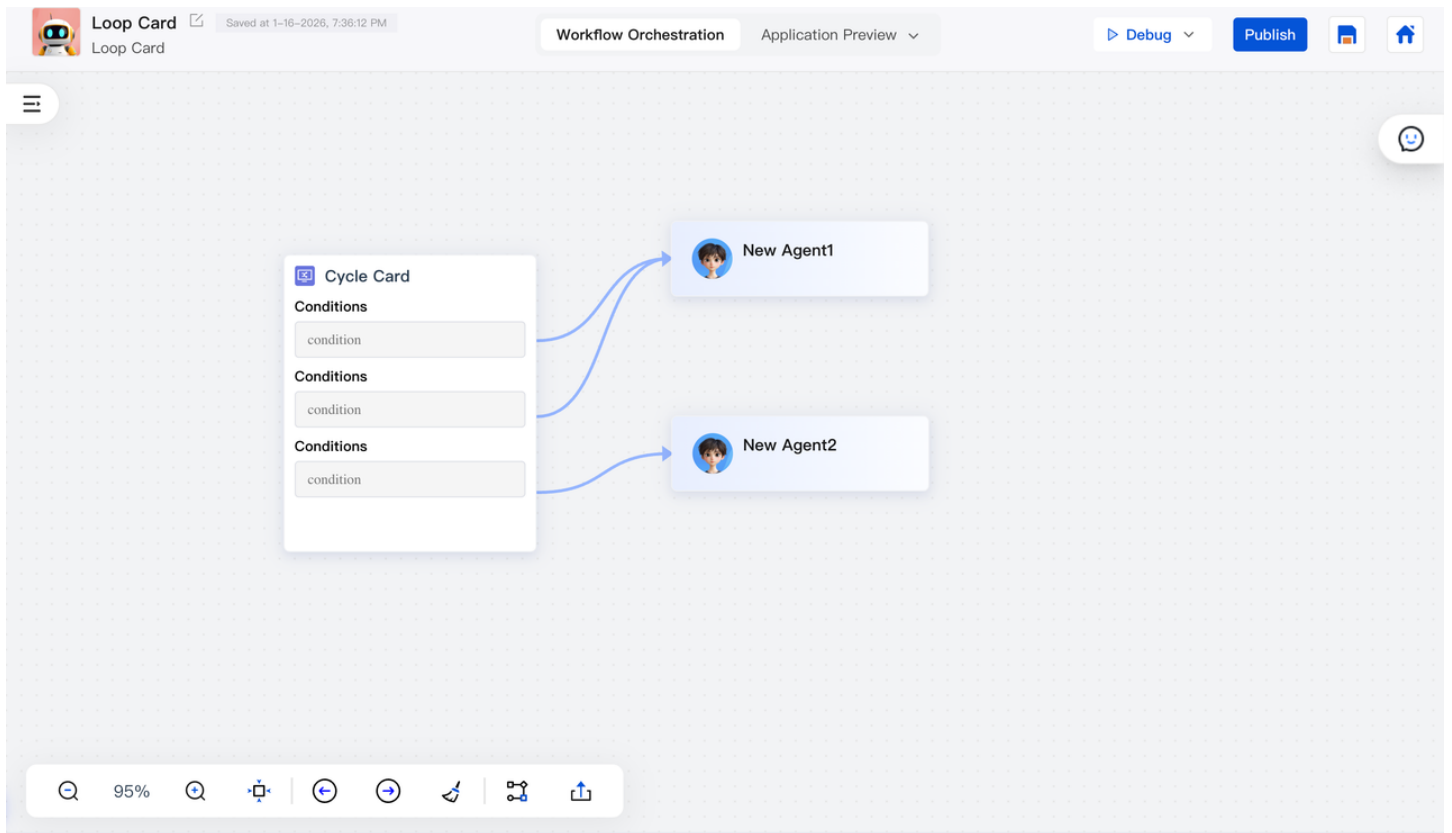 Loop Card
Saved at 1-16-2026, 7:36:12 PM
Loop Card
Workflow Orchestration
Application Preview
Debug
Publish
Cycle Card
Conditions
condition
Conditions
condition
Conditions
condition
New Agent1
New Agent2
95%